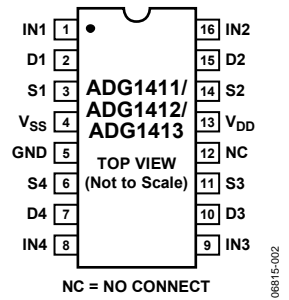 IN1 1 16 IN2
D1 2 15 D2
S1 3 14 S2
VSS 4 13 VDD
GND 5 12 NC
S4 6 11 S3
D4 7 10 D3
IN4 8 9 IN3
ADG1411/
ADG1412/
ADG1413
TOP VIEW
(Not to Scale)
NC = NO CONNECT
06815-002